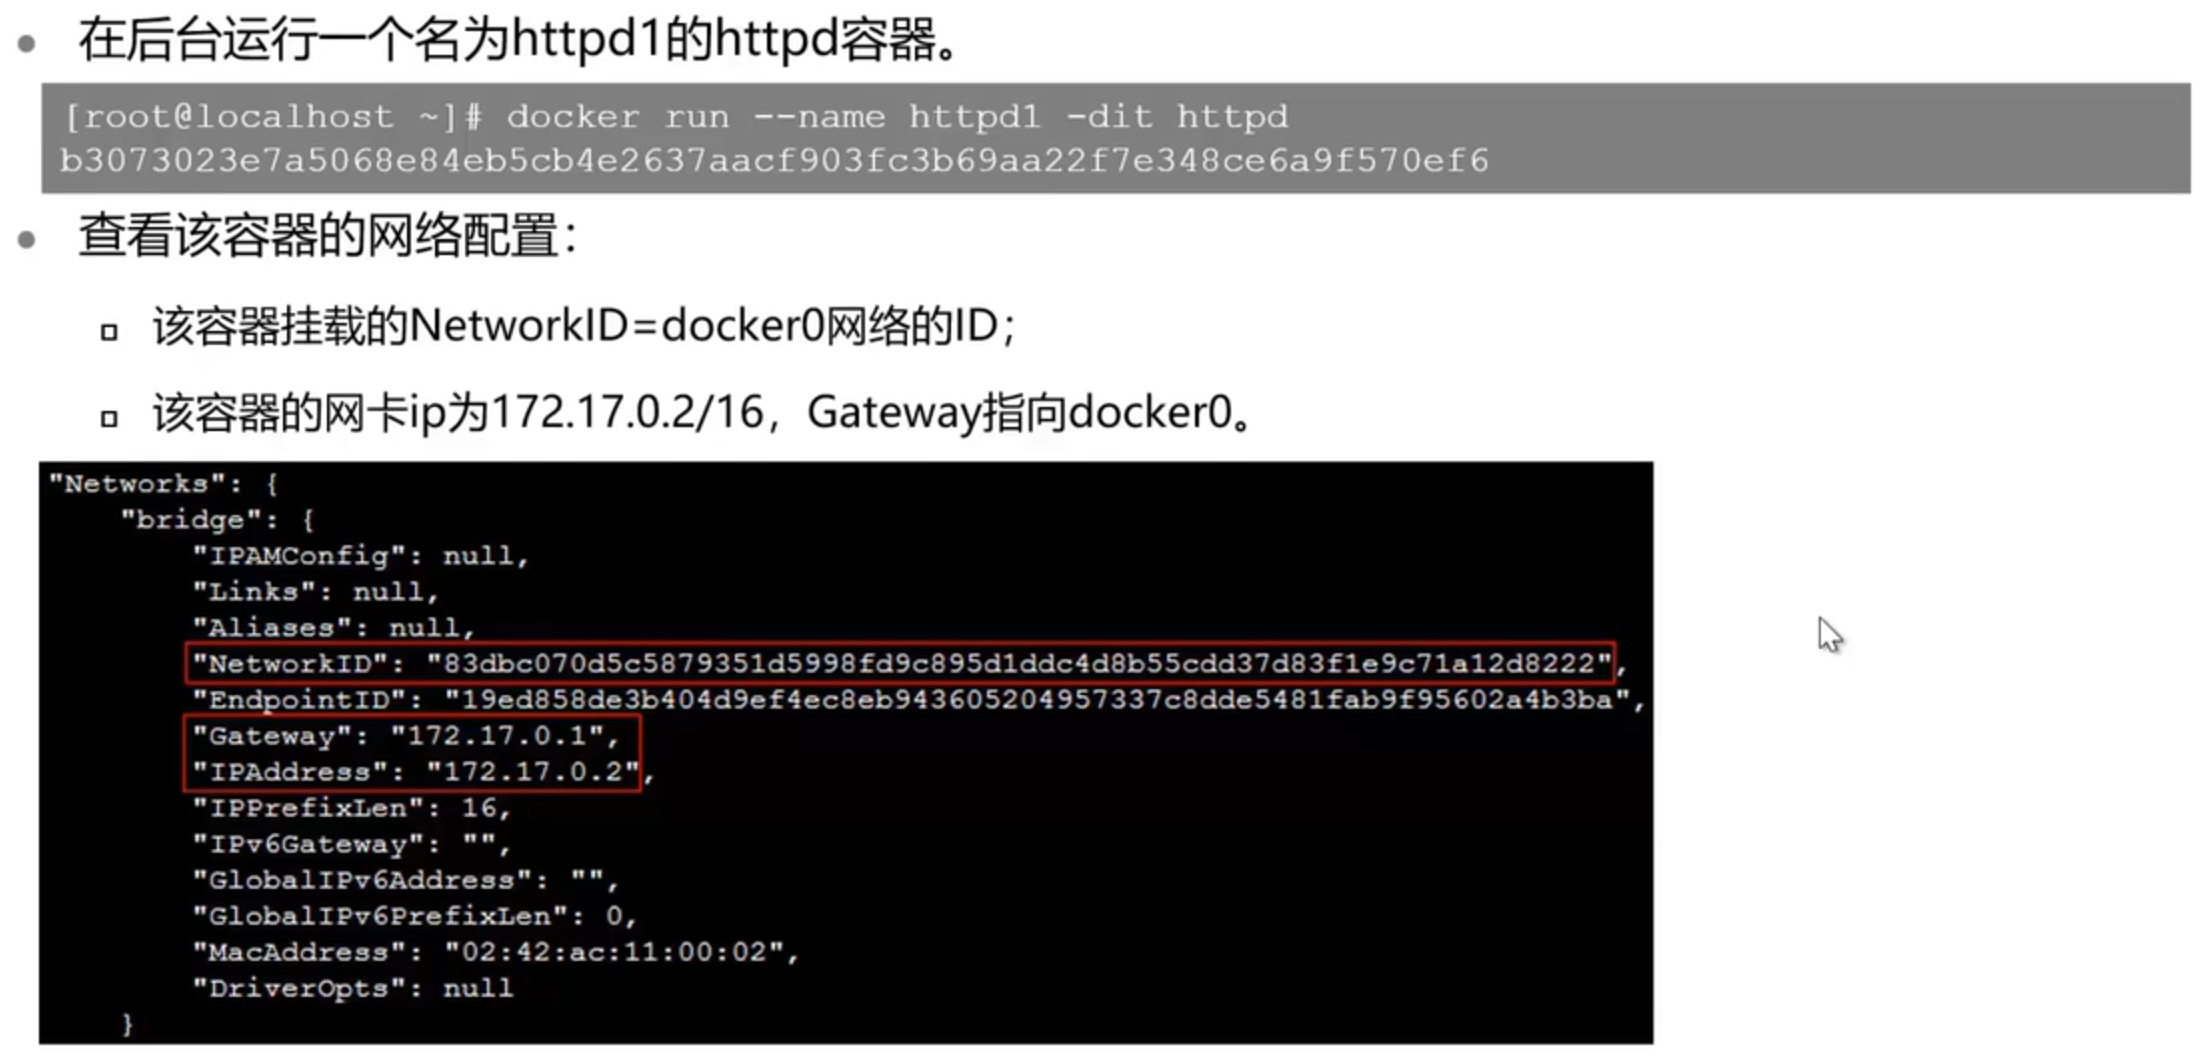 在后台运行一个名为httpd1的httpd容器。
[root@localhost ~]# docker run --name httpd1 -dit httpd
b3073023e7a5068e84eb5cb4e2637aacf903fc3b69aa22f7e348ce6a9f570ef6
查看该容器的网络配置：
该容器挂载的NetworkID=docker0网络的ID；
该容器的网卡ip为172.17.0.2/16，Gateway指向docker0。
"Networks": {
    "bridge": {
        "IPAMConfig": null,
        "Links": null,
        "Aliases": null,
        "NetworkID": "83dbc070d5c5879351d5998fd9c895d1ddc4d8b55cdd37d83f1e9c71a12d8222",
        "EndpointID": "19ed858de3b404d9ef4ec8eb943605204957337c8dde5481fab9f95602a4b3ba",
        "Gateway": "172.17.0.1",
        "IPAddress": "172.17.0.2",
        "IPPrefixLen": 16,
        "IPv6Gateway": "",
        "GlobalIPv6Address": "",
        "GlobalIPv6PrefixLen": 0,
        "MacAddress": "02:42:ac:11:00:02",
        "DriverOpts": null
    }